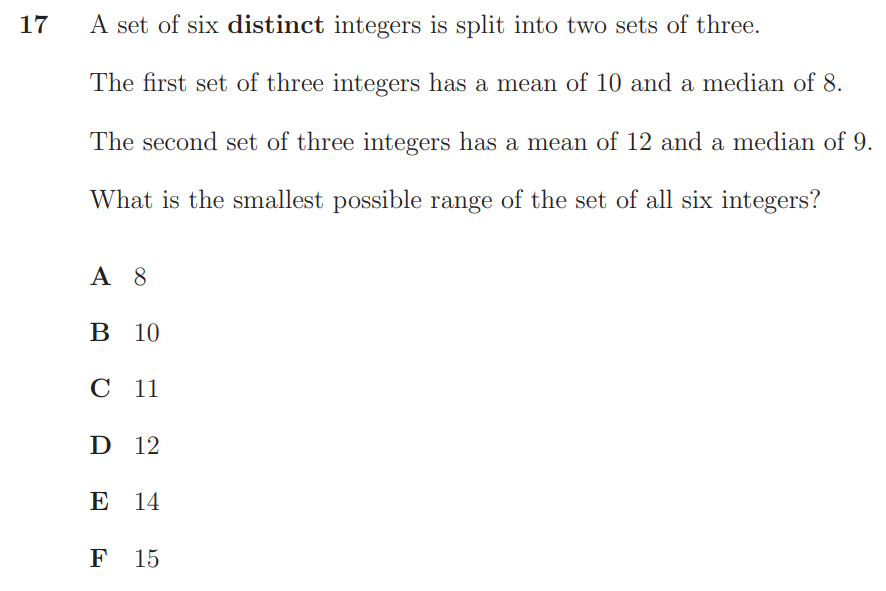 17 A set of six distinct integers is split into two sets of three.
The first set of three integers has a mean of 10 and a median of 8.
The second set of three integers has a mean of 12 and a median of 9.
What is the smallest possible range of the set of all six integers?
A 8
B 10
C 11
D 12
E 14
F 15